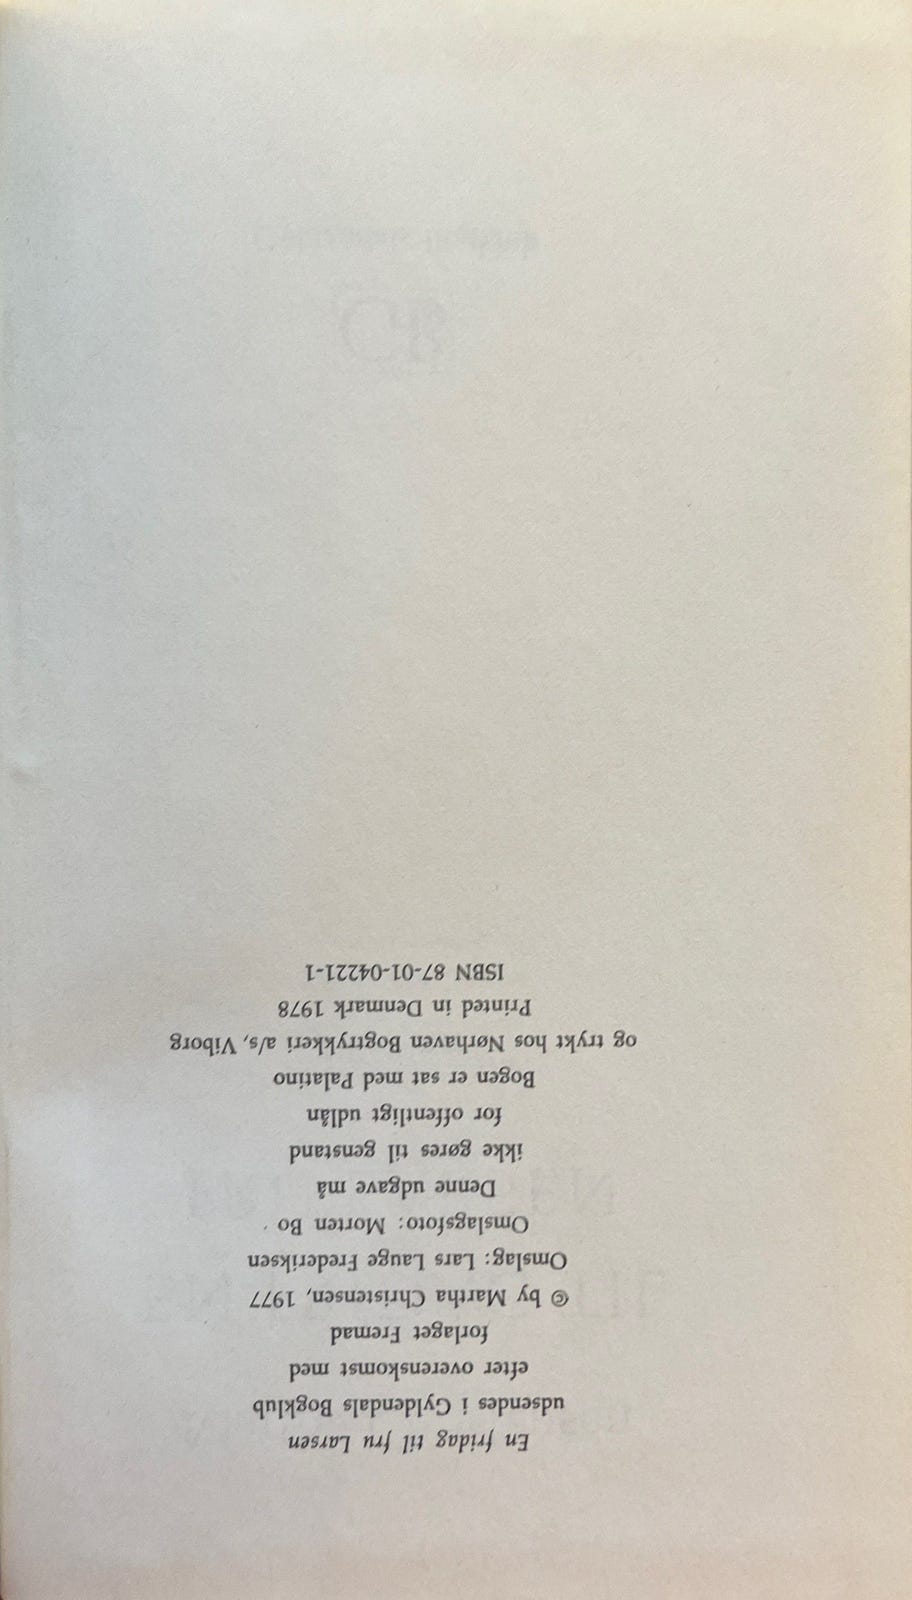 En fridag til fru Larsen
udsendes i Gyldendals Bogklub
efter overenskomst med
forlaget Fremad
© by Martha Christensen, 1977
Omslag: Lars Lauge Frederiksen
Omslagsfoto: Morten Bo
Denne udgave må
ikke gøres til genstand
for offentligt udlån
Bogen er sat med Palatino
og trykt hos Nørhaven Bogtrykkeri a/s, Viborg
Printed in Denmark 1978
ISBN 87-01-04221-1